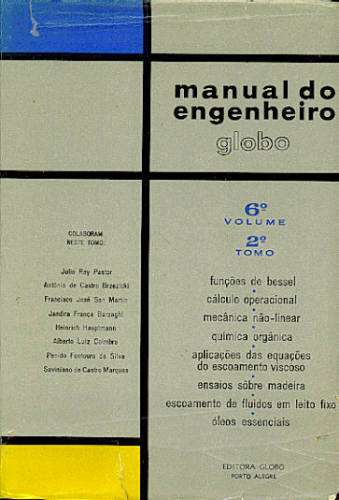 manual do
engenheiro
globo
6º
VOLUME
2º
TOMO
COLABORAM
NESTE TOMO:
Julio Rey Pastor
Antônio de Castro Brzezicki
Francisco José San Martin
Jandira França Barzaghi
Heinrich Hauptmann
Alberto Luiz Coimbra
Penido Fontoura da Silva
Saviniano de Castro Marques
funções de bessel
cálculo operacional
mecânica não-linear
química orgânica
aplicações das equações
do escoamento viscoso
ensaios sôbre madeira
escoamento de fluidos em leito fixo
óleos essenciais
EDITORA GLOBO
PORTO ALEGRE